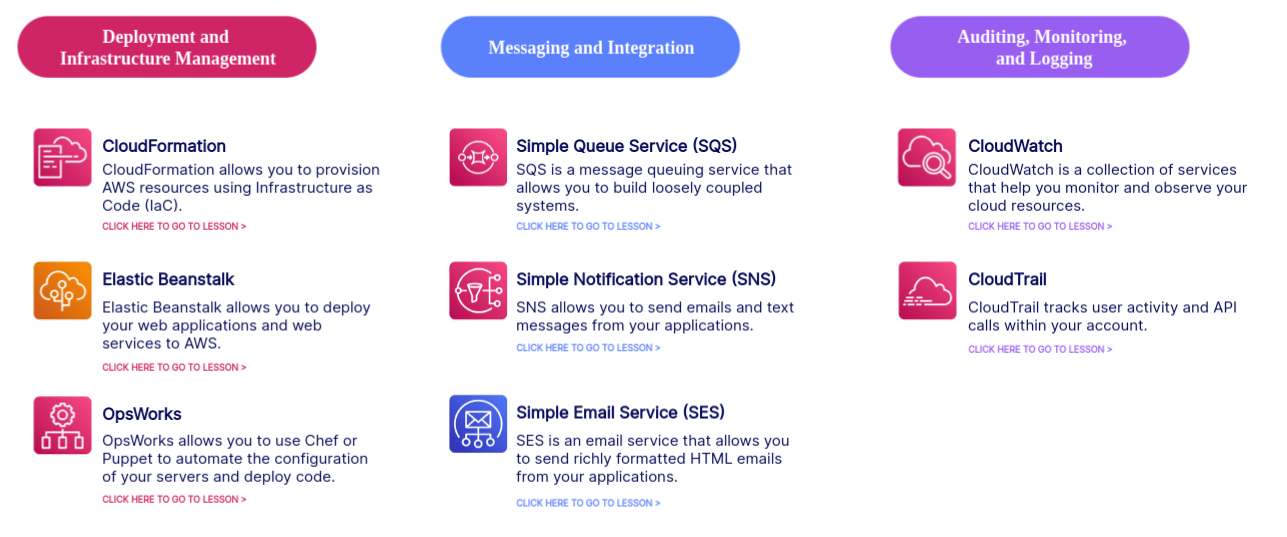 Deployment and
Infrastructure Management
CloudFormation
CloudFormation allows you to provision
AWS resources using Infrastructure as
Code (IaC).
CLICK HERE TO GO TO LESSON >
Elastic Beanstalk
Elastic Beanstalk allows you to deploy
your web applications and web
services to AWS.
CLICK HERE TO GO TO LESSON >
OpsWorks
OpsWorks allows you to use Chef or
Puppet to automate the configuration
of your servers and deploy code.
CLICK HERE TO GO TO LESSON >
Messaging and Integration
Simple Queue Service (SQS)
SQS is a message queuing service that
allows you to build loosely coupled
systems.
CLICK HERE TO GO TO LESSON >
Simple Notification Service (SNS)
SNS allows you to send emails and text
messages from your applications.
CLICK HERE TO GO TO LESSON >
Simple Email Service (SES)
SES is an email service that allows you
to send richly formatted HTML emails
from your applications.
CLICK HERE TO GO TO LESSON >
Auditing, Monitoring,
and Logging
CloudWatch
CloudWatch is a collection of services
that help you monitor and observe your
cloud resources.
CLICK HERE TO GO TO LESSON >
CloudTrail
CloudTrail tracks user activity and API
calls within your account.
CLICK HERE TO GO TO LESSON >